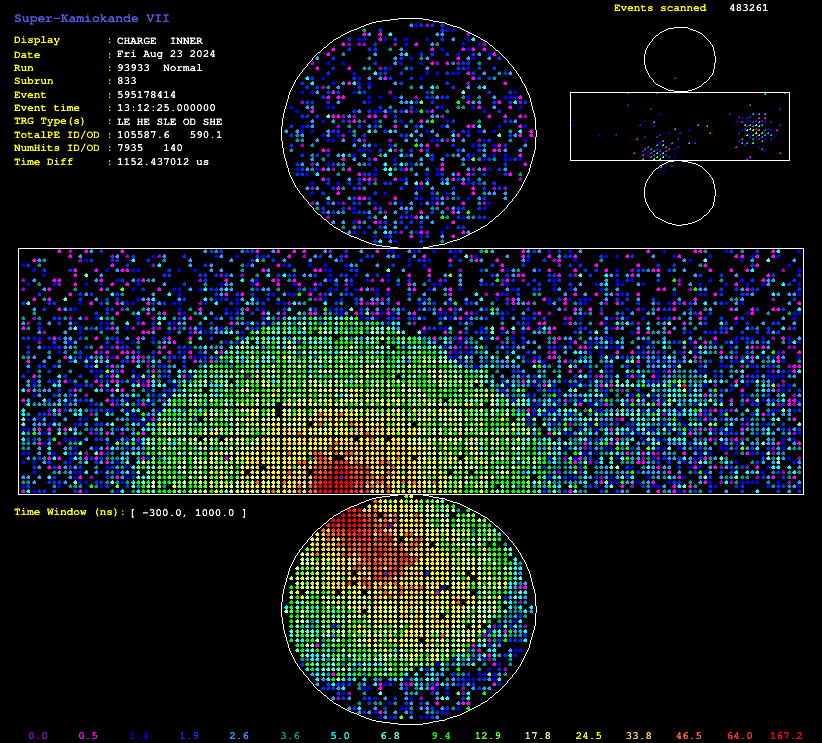 Super-Kamiokande VII
Events scanned 483261
Display : CHARGE INNER
Date : Fri Aug 23 2024
Run : 93933 Normal
Subrun : 833
Event : 595178414
Event time : 13:12:25.000000
TRG Type(s) : LE HE SLE OD SHE
TotalPE ID/OD : 105587.6 590.1
NumHits ID/OD : 7935 140
Time Diff : 1152.437012 us
Time Window (ns): [ -300.0, 1000.0 ]
0.0 0.5 1.4 1.9 2.6 3.6 5.0 6.8 9.4 12.9 17.8 24.5 33.8 46.5 64.0 167.2